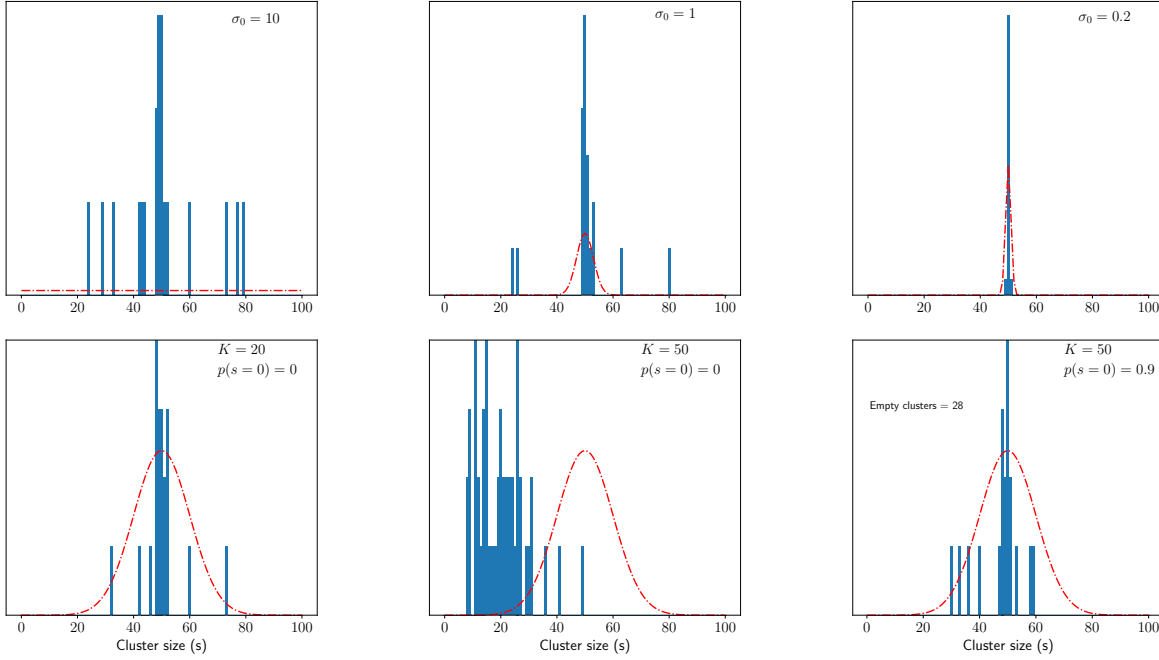 σ₀ = 10
0 20 40 60 80 100
σ₀ = 1
0 20 40 60 80 100
σ₀ = 0.2
0 20 40 60 80 100
K = 20
p(s = 0) = 0
0 20 40 60 80 100
Cluster size (s)
K = 50
p(s = 0) = 0
0 20 40 60 80 100
Cluster size (s)
K = 50
p(s = 0) = 0.9
Empty clusters = 28
0 20 40 60 80 100
Cluster size (s)